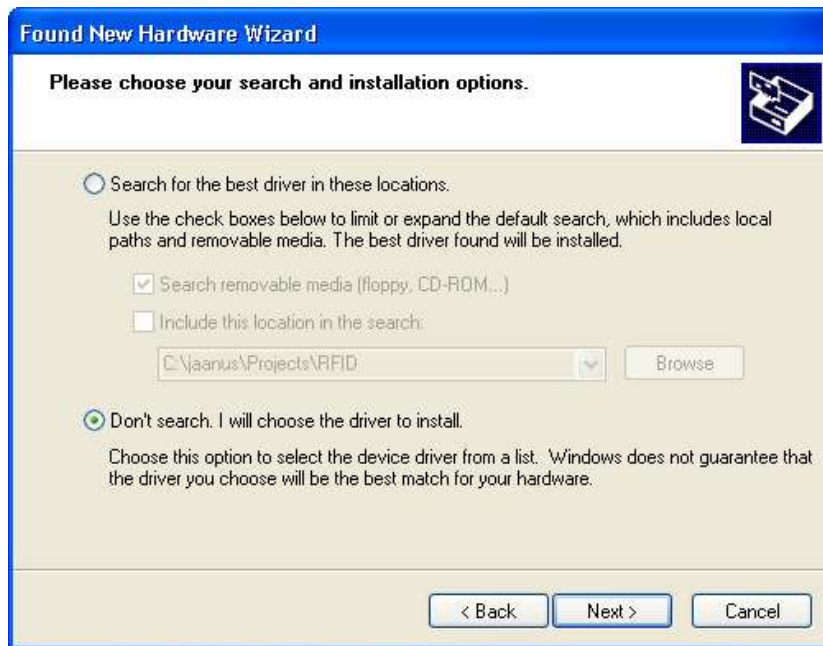 Found New Hardware Wizard
Please choose your search and installation options.
Search for the best driver in these locations.
Use the check boxes below to limit or expand the default search, which includes local
paths and removable media. The best driver found will be installed.
Search removable media (floppy, CD-ROM...)
Include this location in the search:
C:\jaanus\Projects\RFID
Browse
Don't search. I will choose the driver to install.
Choose this option to select the device driver from a list. Windows does not guarantee that
the driver you choose will be the best match for your hardware.
< Back Next > Cancel